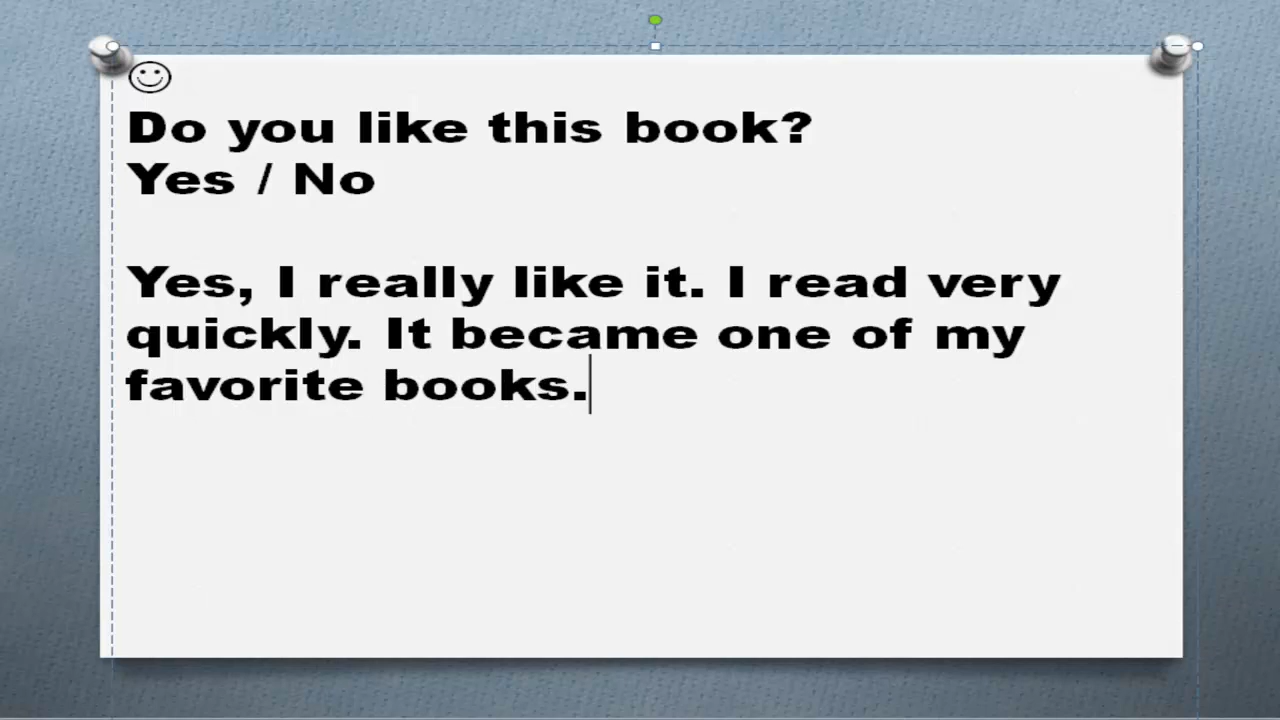 Do you like this book?
Yes / No
Yes, I really like it. I read very
quickly. It became one of my
favorite books.